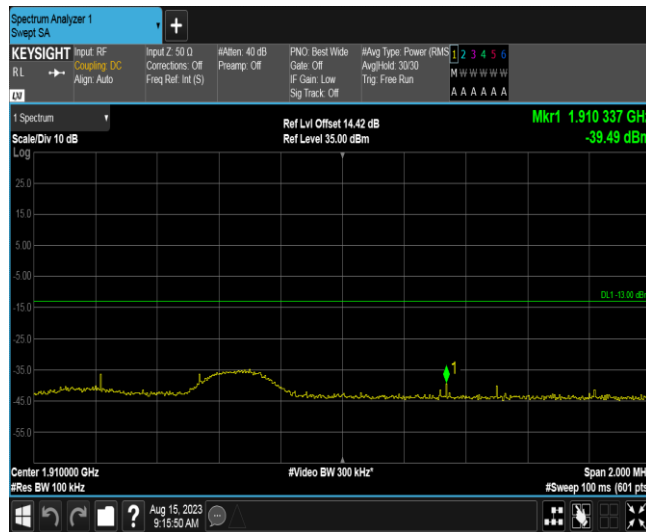 Spectrum Analyzer 1
Swept SA
+
KEYSIGHT Input: RF Input Z: 50 Ω #Atten: 40 dB PNO: Best Wide #Avg Type: Power (RMS 1 2 3 4 5 6
RL Coupling: DC Corrections: Off Preamp: Off Gate: Off Avg|Hold: 30/30 M W W W W W
Align: Auto Freq Ref: Int (S) IF Gain: Low Trig: Free Run
LXI Sig Track: Off A A A A A A
1 Spectrum
Ref Lvl Offset 14.42 dB Mkr1 1.910 337 GHz
Scale/Div 10 dB Ref Level 35.00 dBm -39.49 dBm
Log
25.0
15.0
5.00
-5.00
DL1 -13.00 dBm
-15.0
-25.0
-35.0
1
-45.0
-55.0
Center 1.910000 GHz #Video BW 300 kHz* Span 2.000 MH
#Res BW 100 kHz #Sweep 100 ms (601 pts
? Aug 15, 2023
9:15:50 AM